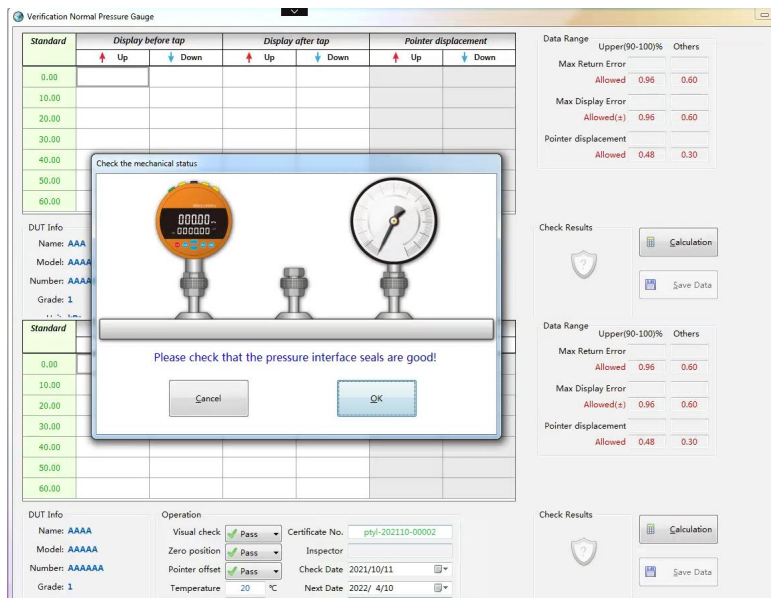 Verification Normal Pressure Gauge
Standard Display before tap Display after tap Pointer displacement
Up Down Up Down Up Down
0.00
10.00
20.00
30.00
40.00
50.00
60.00
Data Range
Upper(90-100)% Others
Max Return Error
Allowed 0.96 0.60
Max Display Error
Allowed(±) 0.96 0.60
Pointer displacement
Allowed 0.48 0.30
DUT Info
Name: AAA
Model: AAAA
Number: AAAA
Grade: 1
Check Results
Calculation
Save Data
Check the mechanical status
000.00
Please check that the pressure interface seals are good!
Cancel OK
Standard
0.00
10.00
20.00
30.00
40.00
50.00
60.00
Data Range
Upper(90-100)% Others
Max Return Error
Allowed 0.96 0.60
Max Display Error
Allowed(±) 0.96 0.60
Pointer displacement
Allowed 0.48 0.30
DUT Info
Name: AAAA
Model: AAAAA
Number: AAAAAA
Grade: 1
Operation
Visual check Pass Certificate No. ptyl-202110-00002
Zero position Pass Inspector
Pointer offset Pass Check Date 2021/10/11
Temperature 20 ℃ Next Date 2022/ 4/10
Check Results
Calculation
Save Data